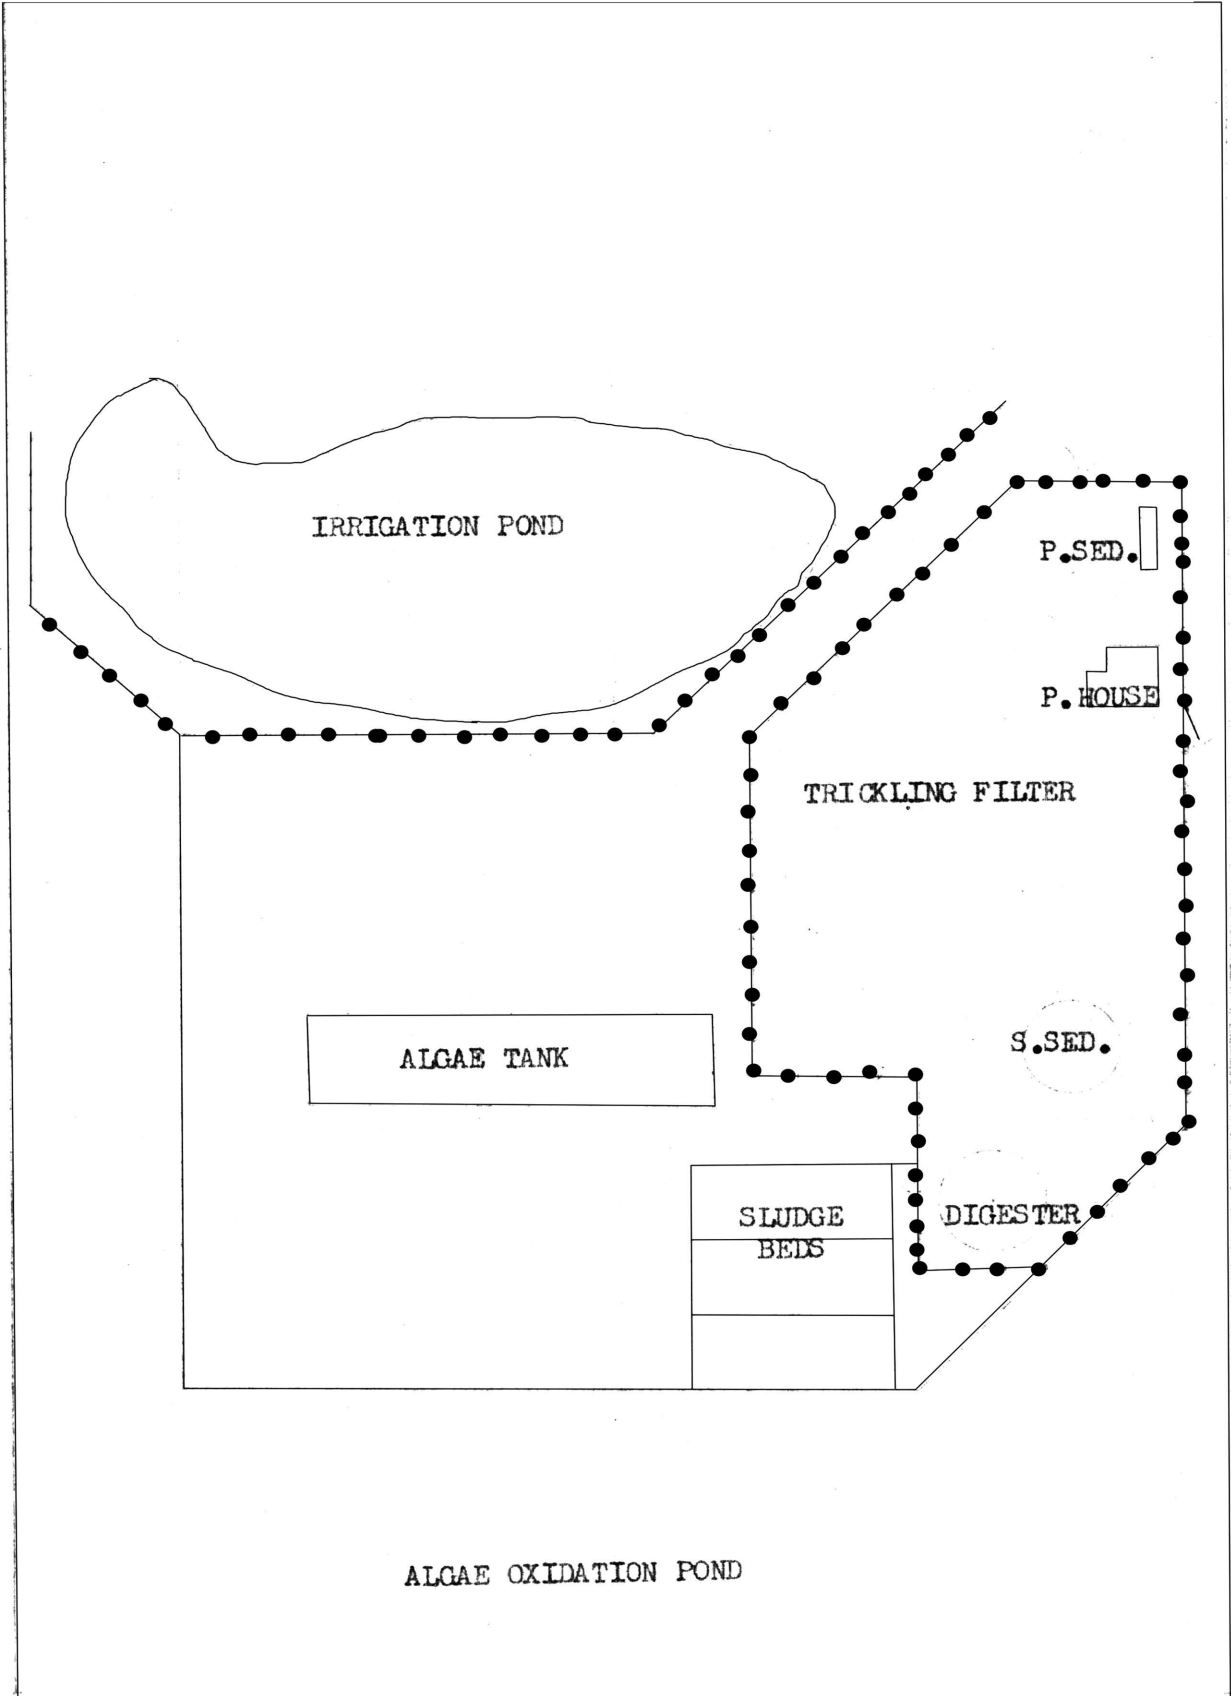 IRRIGATION POND
P.SED.
P.HOUSE
TRICKLING FILTER
S.SED.
ALGAE TANK
SLUDGE
BEDS
DIGESTER
ALGAE OXIDATION POND